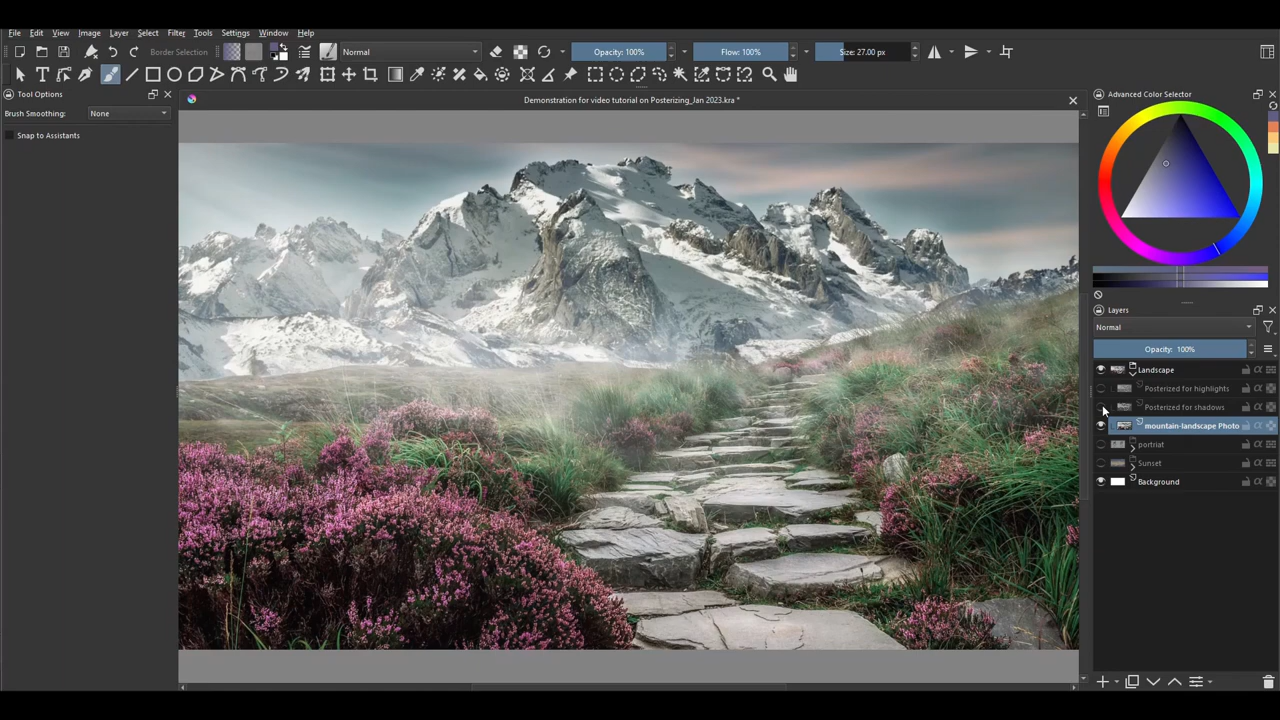 File Edit View Image Layer Select Filter Tools Settings Window Help
Border Selection
Normal
Opacity: 100%
Flow: 100%
Size: 27.00 px
Tool Options
Demonstration for video tutorial on Posterizing_Jan 2023.kra *
Advanced Color Selector
Brush Smoothing: None
Snap to Assistants
Layers
Normal
Opacity: 100%
Landscape
Posterized for highlights
Posterized for shadows
mountain-landscape Photo
portriat
Sunset
Background